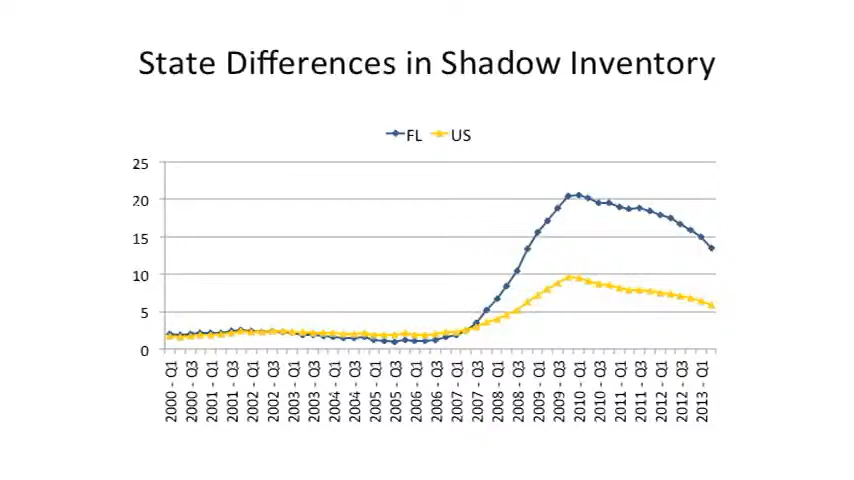 State Differences in Shadow Inventory
FL US
25
20
15
10
5
0
2000 - Q1
2000 - Q3
2001 - Q1
2001 - Q3
2002 - Q1
2002 - Q3
2003 - Q1
2003 - Q3
2004 - Q1
2004 - Q3
2005 - Q1
2005 - Q3
2006 - Q1
2006 - Q3
2007 - Q1
2007 - Q3
2008 - Q1
2008 - Q3
2009 - Q1
2009 - Q3
2010 - Q1
2010 - Q3
2011 - Q1
2011 - Q3
2012 - Q1
2012 - Q3
2013 - Q1